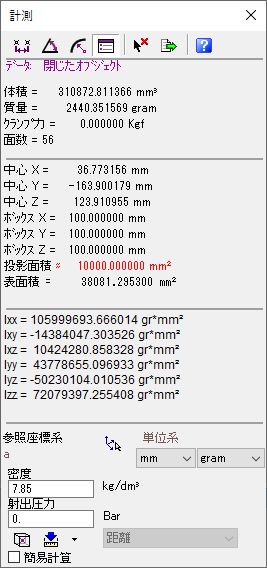 計測
データ: 閉じたオブジェクト
体積 = 310872.811366 mm³
質量 = 2440.351569 gram
クランプ力 = 0.000000 Kgf
面数 = 56
中心 X = 36.773156 mm
中心 Y = -163.900179 mm
中心 Z = 123.910955 mm
ボックス X = 100.000000 mm
ボックス Y = 100.000000 mm
ボックス Z = 100.000000 mm
投影面積 ≈ 10000.000000 mm²
表面積 = 38081.295300 mm²
Ixx = 105999693.666014 gr*mm²
Ixy = -14384047.303526 gr*mm²
Ixz = 10424280.858328 gr*mm²
Iyy = 43778655.096933 gr*mm²
Iyz = -50230104.010536 gr*mm²
Izz = 72079397.255408 gr*mm²
参照座標系 単位系
a mm gram
密度
7.85 kg/dm³
射出圧力
0. Bar
距離
簡易計算